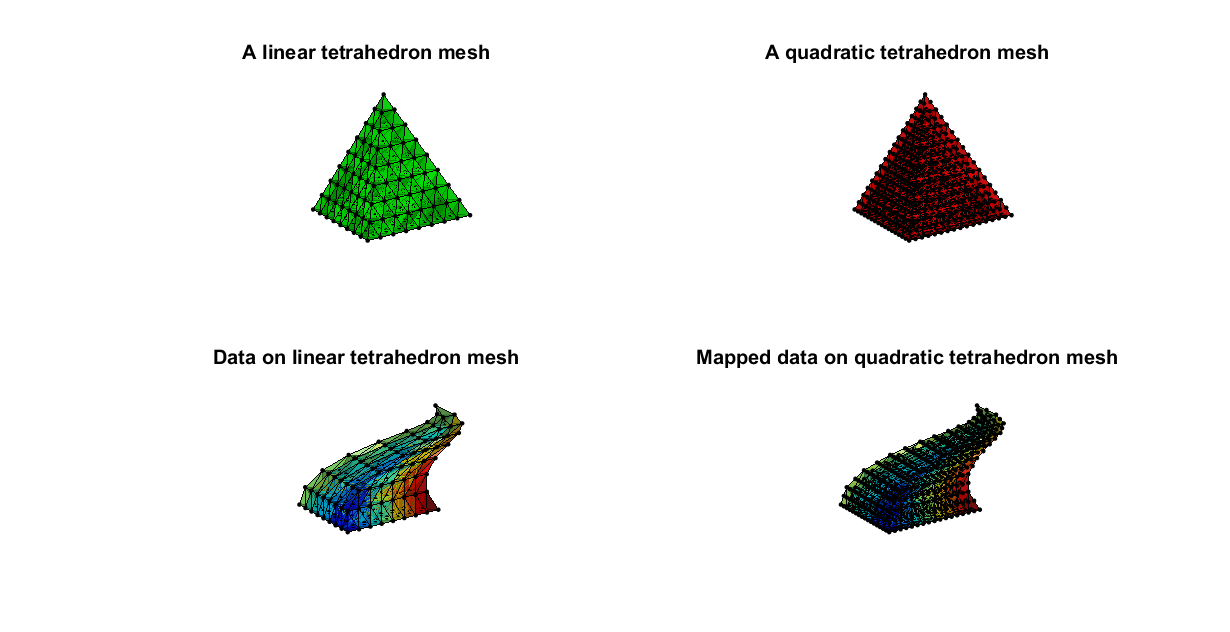 A linear tetrahedron mesh
A quadratic tetrahedron mesh
Data on linear tetrahedron mesh
Mapped data on quadratic tetrahedron mesh